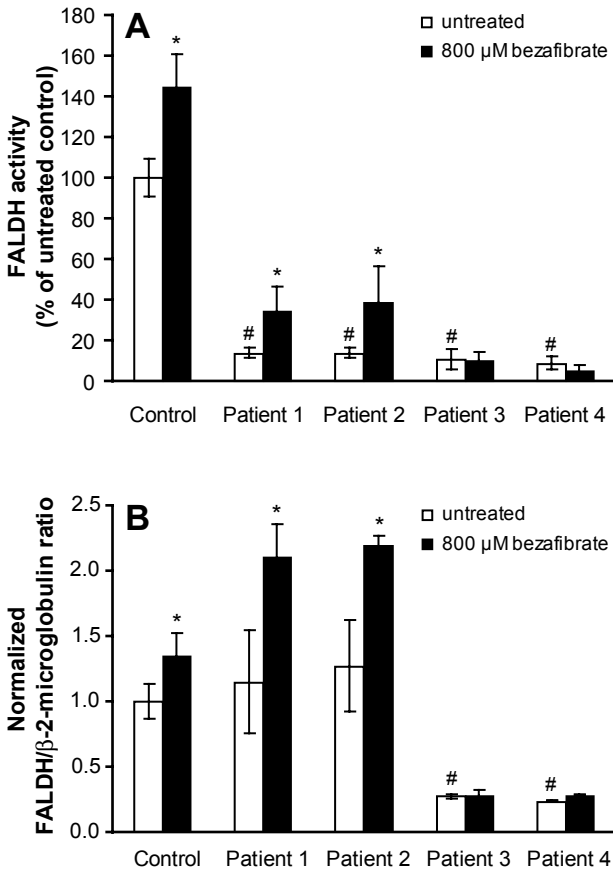 A
untreated
800 µM bezafibrate
FALDH activity
(% of untreated control)
180
160
140
120
100
80
60
40
20
0
*
#
*
#
*
#
#
Control
Patient 1
Patient 2
Patient 3
Patient 4
B
untreated
800 µM bezafibrate
Normalized
FALDH/β-2-microglobulin ratio
2.5
2.0
1.5
1.0
0.5
0.0
*
*
*
#
#
Control
Patient 1
Patient 2
Patient 3
Patient 4